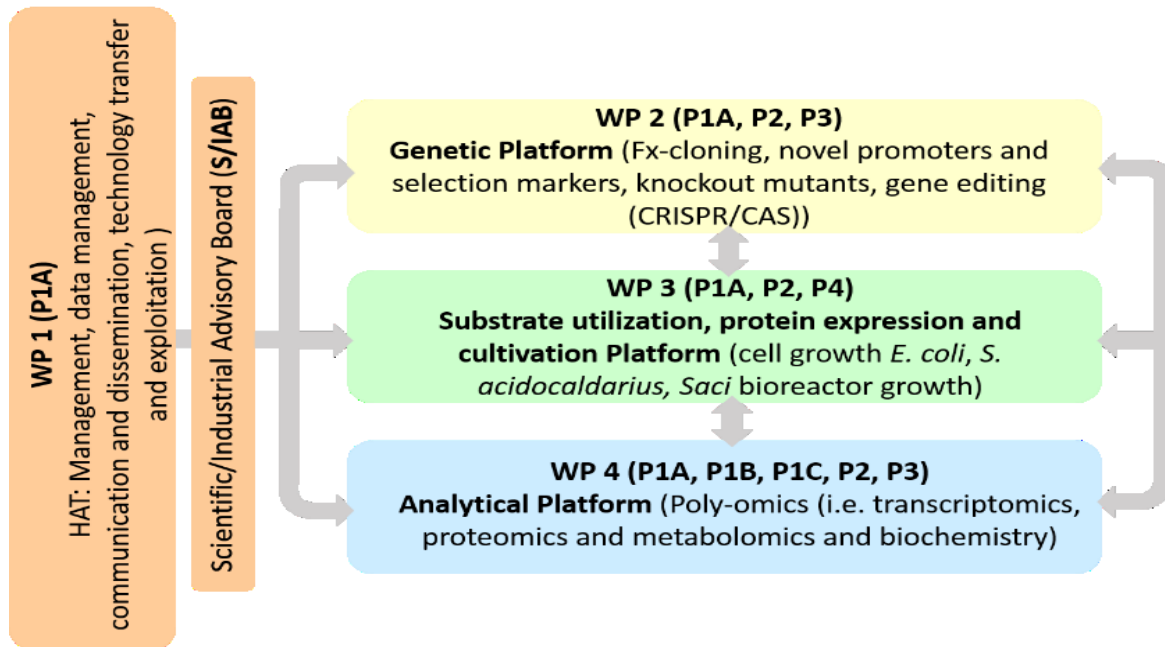 WP 1 (P1A)
HAT: Management, data management,
communication and dissemination, technology transfer
and exploitation )
Scientific/Industrial Advisory Board (S/IAB)
WP 2 (P1A, P2, P3)
Genetic Platform (Fx-cloning, novel promoters and
selection markers, knockout mutants, gene editing
(CRISPR/CAS))
WP 3 (P1A, P2, P4)
Substrate utilization, protein expression and
cultivation Platform (cell growth E. coli, S.
acidocaldarius, Saci bioreactor growth)
WP 4 (P1A, P1B, P1C, P2, P3)
Analytical Platform (Poly-omics (i.e. transcriptomics,
proteomics and metabolomics and biochemistry)